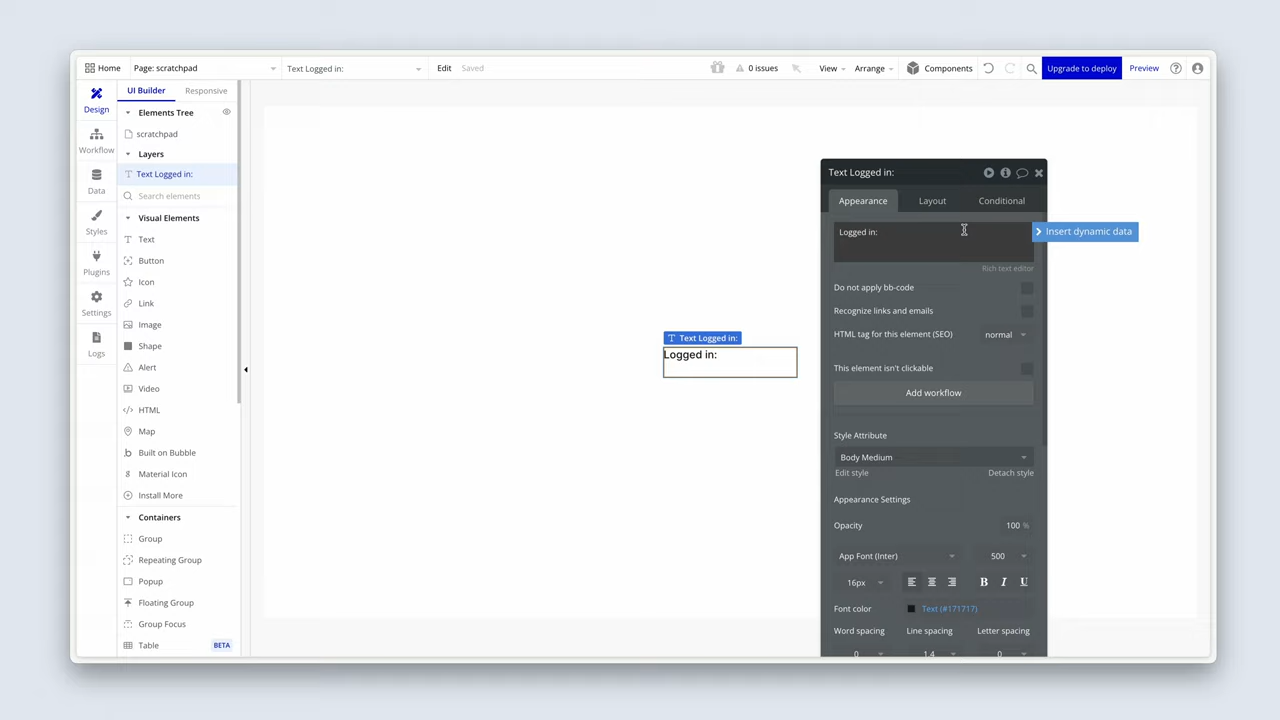 Home
Page: scratchpad
Text Logged in:
Edit
Saved
0 issues
View
Arrange
Components
Upgrade to deploy
Preview
Design
Workflow
Data
Styles
Plugins
Settings
Logs
UI Builder
Responsive
Elements Tree
scratchpad
Layers
Text Logged in:
Search elements
Visual Elements
Text
Button
Icon
Link
Image
Shape
Alert
Video
HTML
Map
Built on Bubble
Material Icon
Install More
Containers
Group
Repeating Group
Popup
Floating Group
Group Focus
Table BETA
Text Logged in:
Logged in:
Text Logged in:
Appearance
Layout
Conditional
Logged in:
Insert dynamic data
Rich text editor
Do not apply bb-code
Recognize links and emails
HTML tag for this element (SEO) normal
This element isn't clickable
Add workflow
Style Attribute
Body Medium
Edit style
Detach style
Appearance Settings
Opacity 100 %
App Font (Inter) 500
16px B I U
Font color Text (#171717)
Word spacing Line spacing Letter spacing
0 1.4 0